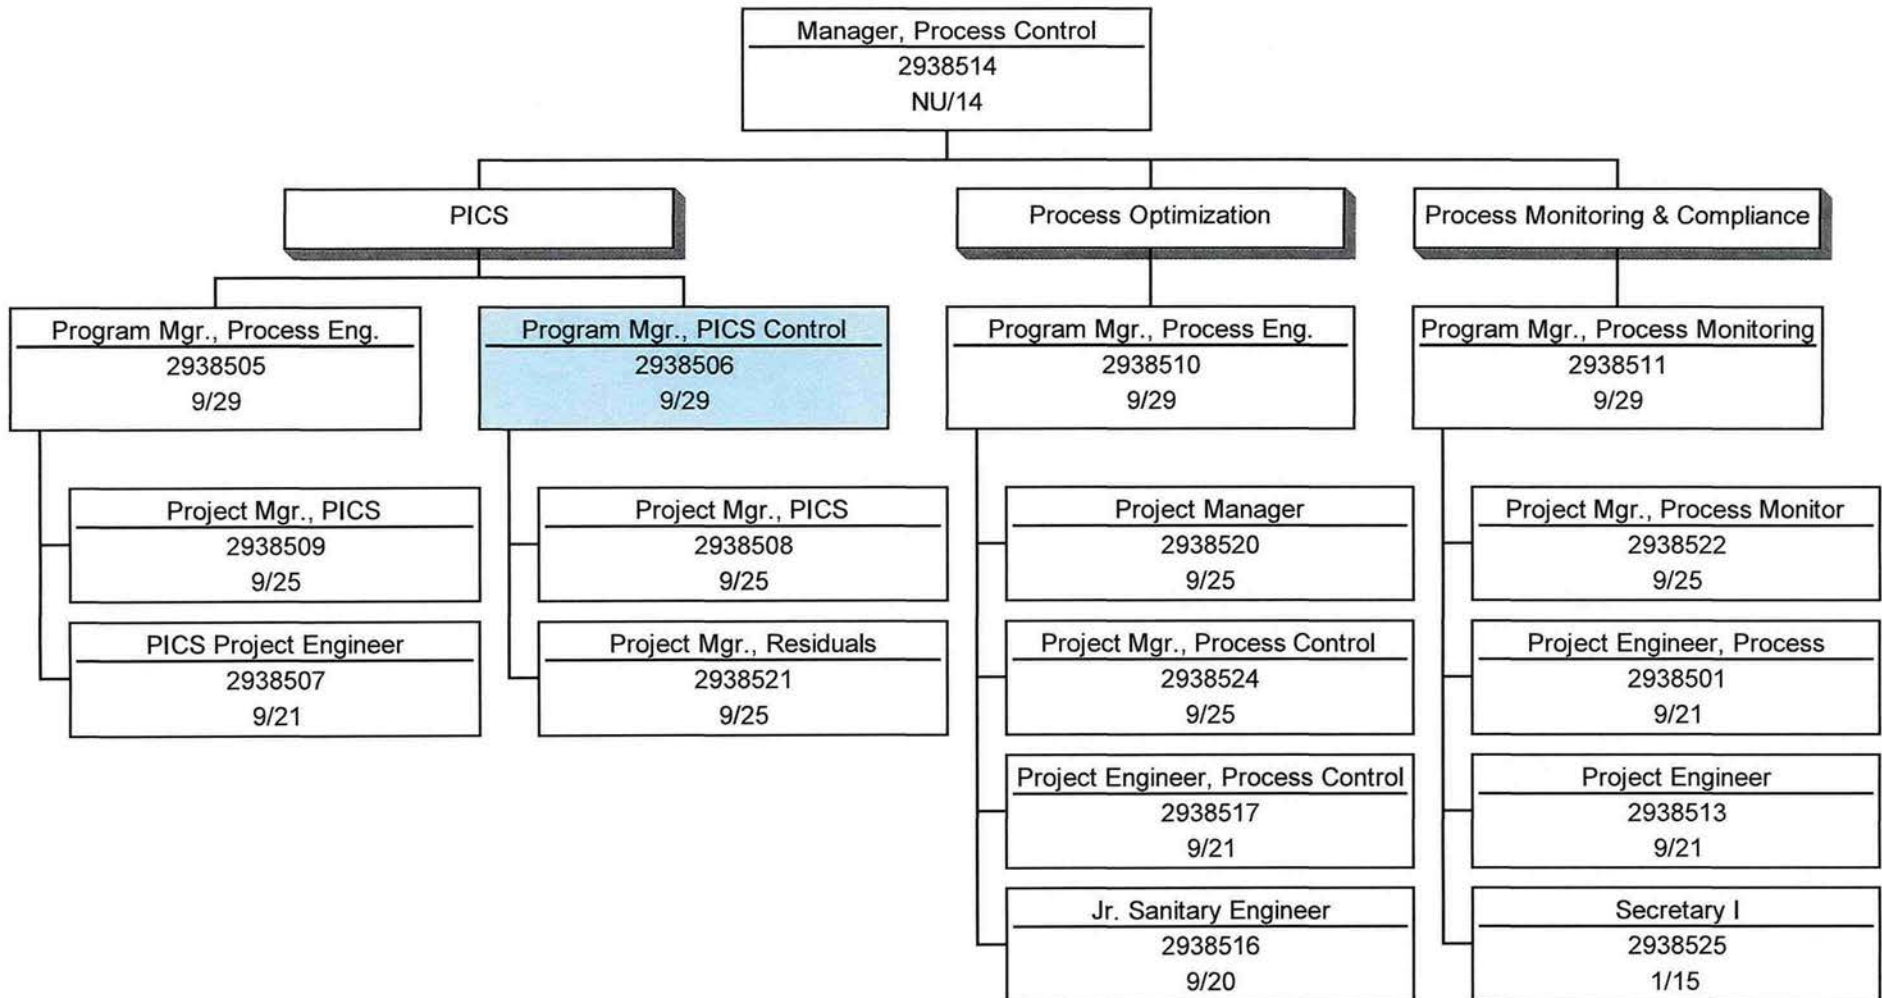 Manager, Process Control
2938514
NU/14
PICS
Process Optimization
Process Monitoring & Compliance
Program Mgr., Process Eng.
2938505
9/29
Program Mgr., PICS Control
2938506
9/29
Program Mgr., Process Eng.
2938510
9/29
Program Mgr., Process Monitoring
2938511
9/29
Project Mgr., PICS
2938509
9/25
PICS Project Engineer
2938507
9/21
Project Mgr., PICS
2938508
9/25
Project Mgr., Residuals
2938521
9/25
Project Manager
2938520
9/25
Project Mgr., Process Control
2938524
9/25
Project Engineer, Process Control
2938517
9/21
Jr. Sanitary Engineer
2938516
9/20
Project Mgr., Process Monitor
2938522
9/25
Project Engineer, Process
2938501
9/21
Project Engineer
2938513
9/21
Secretary I
2938525
1/15